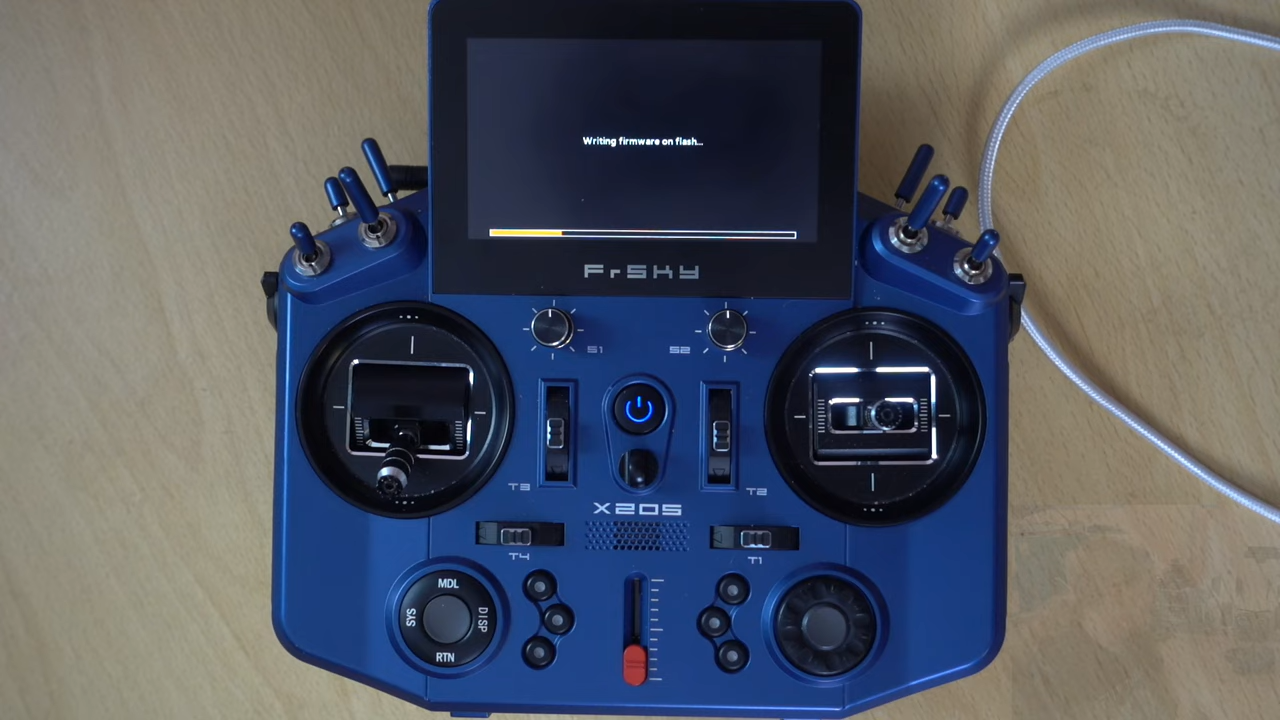 Writing firmware on flash...
FrSKY
S1
S2
T3
T2
X20S
T4
T1
MDL
SYS
DISP
RTN